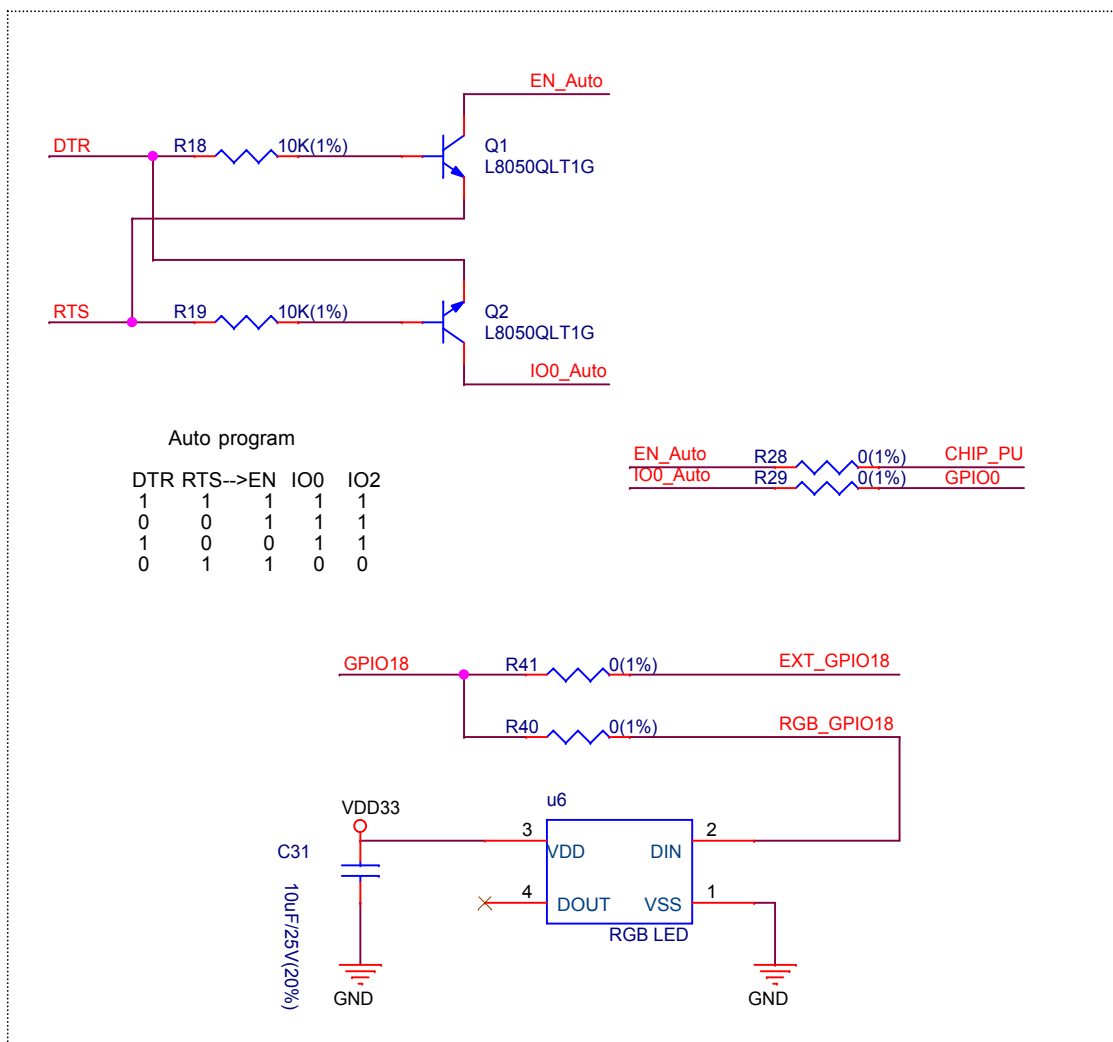 EN_Auto
DTR R18 10K(1%) Q1
L8050QLT1G
RTS R19 10K(1%) Q2
L8050QLT1G
IO0_Auto
Auto program
DTR RTS-->EN IO0 IO2
1 1 1 1 1
0 0 1 1 1
1 0 0 1 1
0 1 1 0 0
EN_Auto R28 0(1%) CHIP_PU
IO0_Auto R29 0(1%) GPIO0
GPIO18 R41 0(1%) EXT_GPIO18
R40 0(1%) RGB_GPIO18
u6
VDD33
3 2
C31 VDD DIN
10uF/25V(20%)
4 1
DOUT VSS
RGB LED
GND GND